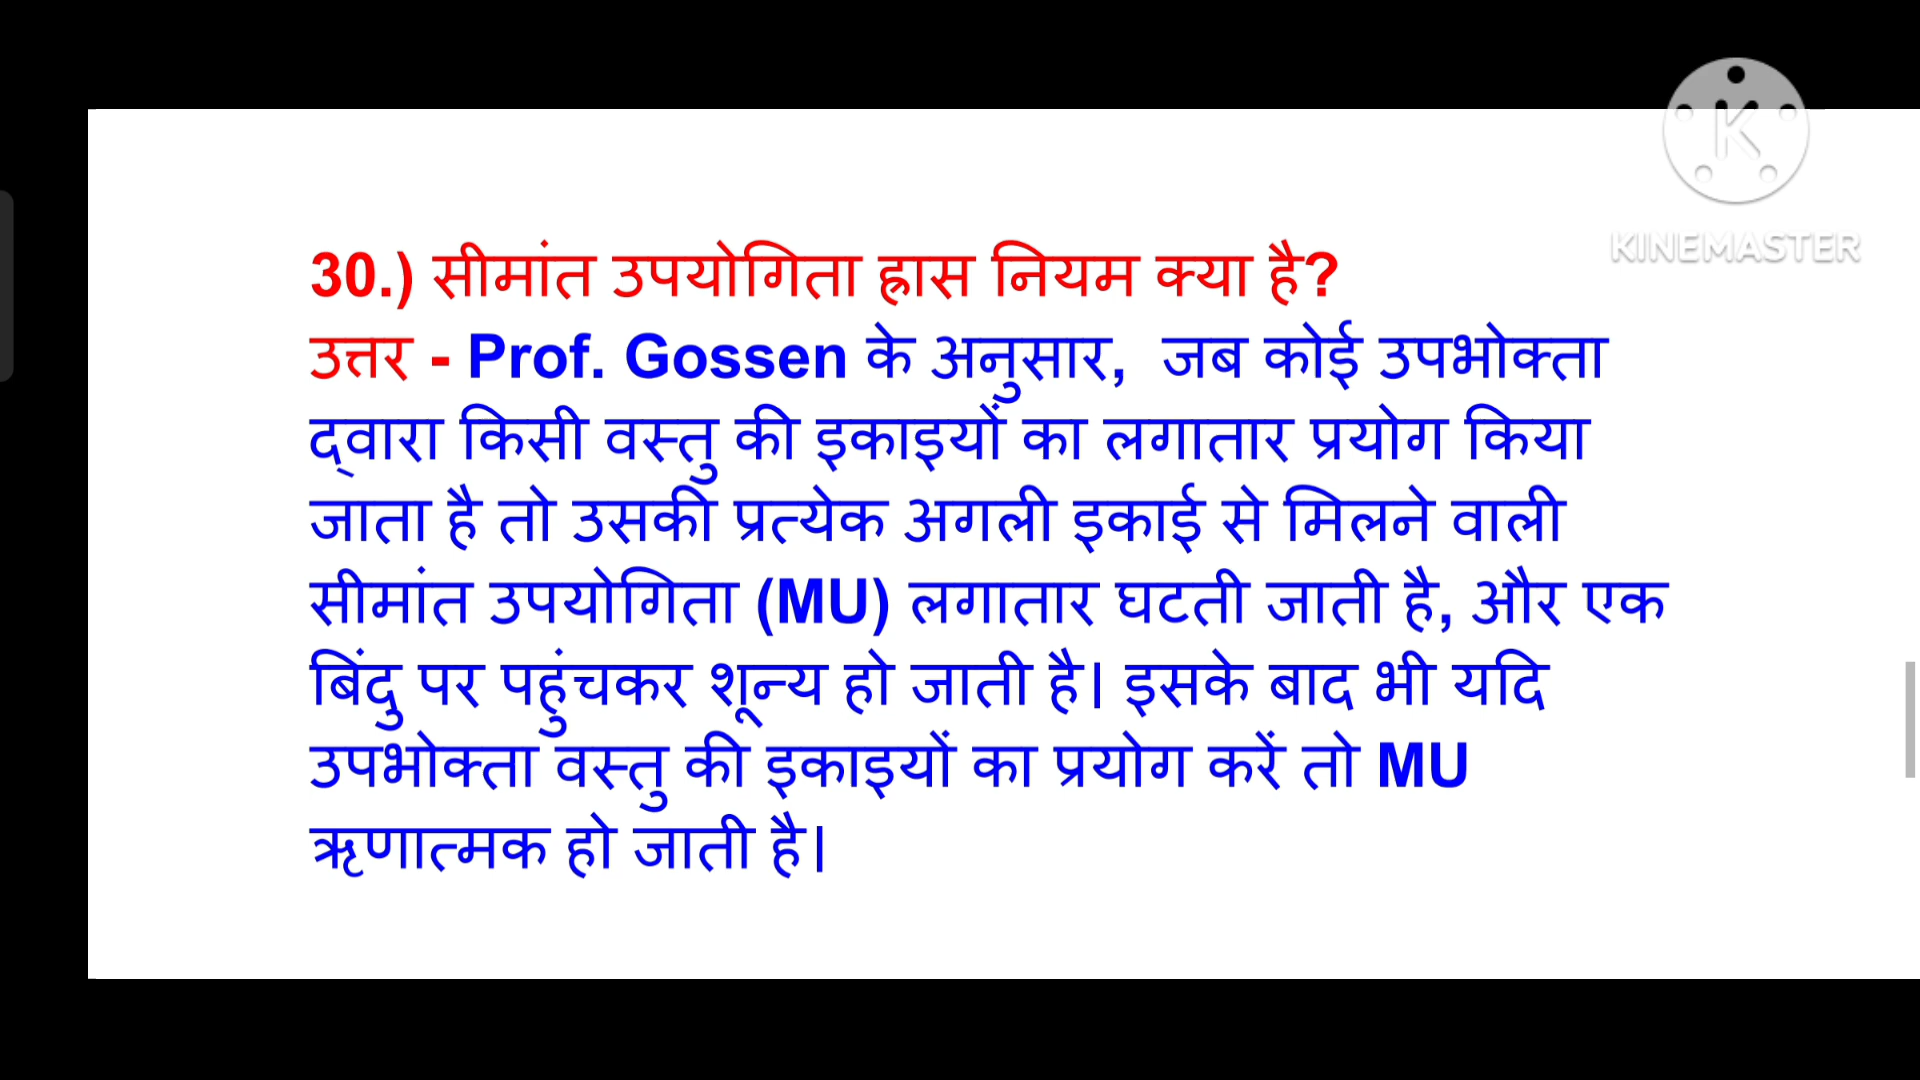 KINEMASTER
30.) सीमांत उपयोगिता ह्रास नियम क्या है?
उत्तर - Prof. Gossen के अनुसार, जब कोई उपभोक्ता
द्वारा किसी वस्तु की इकाइयों का लगातार प्रयोग किया
जाता है तो उसकी प्रत्येक अगली इकाई से मिलने वाली
सीमांत उपयोगिता (MU) लगातार घटती जाती है, और एक
बिंदु पर पहुंचकर शून्य हो जाती है। इसके बाद भी यदि
उपभोक्ता वस्तु की इकाइयों का प्रयोग करें तो MU
ऋणात्मक हो जाती है।